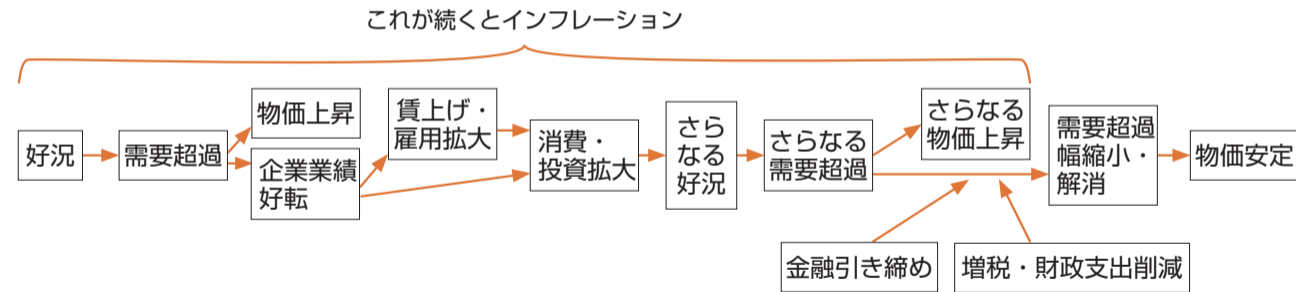 これが続くとインフレーション
好況
需要超過
物価上昇
企業業績
好転
賃上げ・
雇用拡大
消費・
投資拡大
さら
なる
好況
さらなる
需要超過
さらなる
物価上昇
需要超過
幅縮小・
解消
物価安定
金融引き締め
増税・財政支出削減